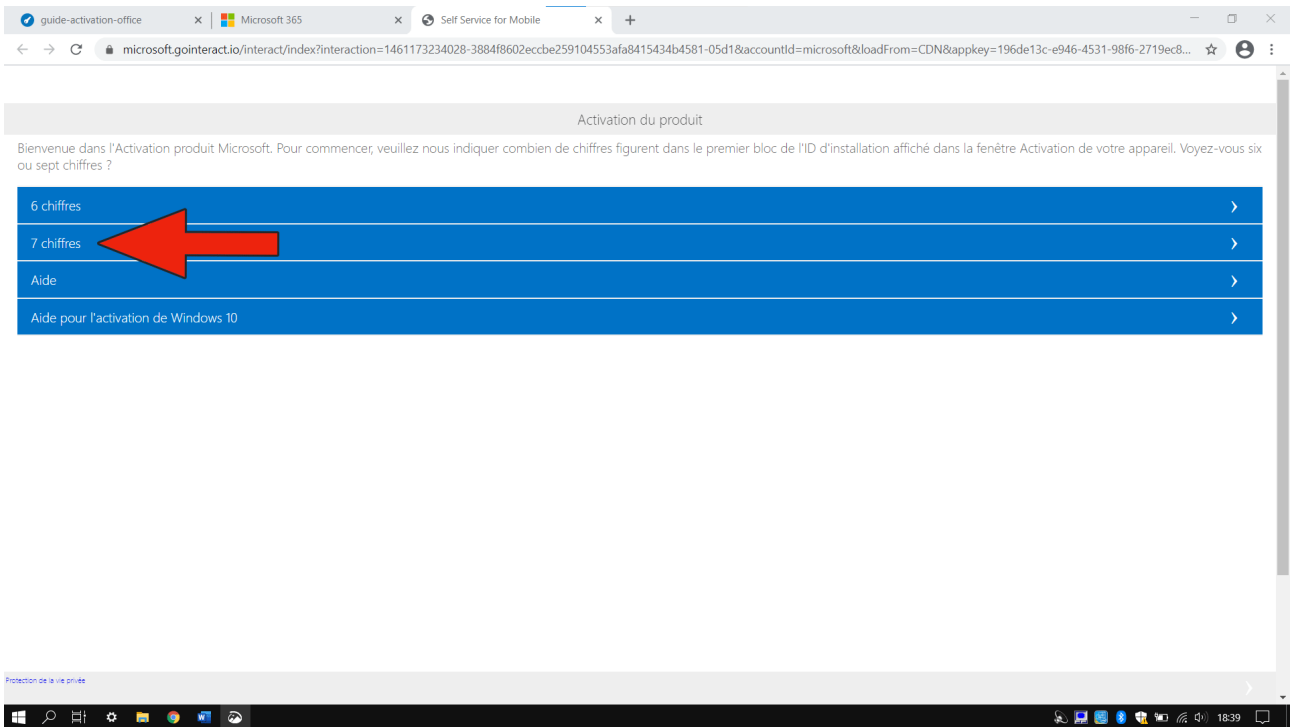 guide-activation-office
Microsoft 365
Self Service for Mobile
microsoft.gointeract.io/interact/index?interaction=1461173234028-3884f8602eccbe259104553afa8415434b4581-05d1&accountId=microsoft&loadFrom=CDN&appkey=196de13c-e946-4531-98f6-2719ec8...
Activation du produit
Bienvenue dans l'Activation produit Microsoft. Pour commencer, veuillez nous indiquer combien de chiffres figurent dans le premier bloc de l'ID d'installation affiché dans la fenêtre Activation de votre appareil. Voyez-vous six
ou sept chiffres ?
6 chiffres
7 chiffres
Aide
Aide pour l'activation de Windows 10
Protection de la vie privée
18:39